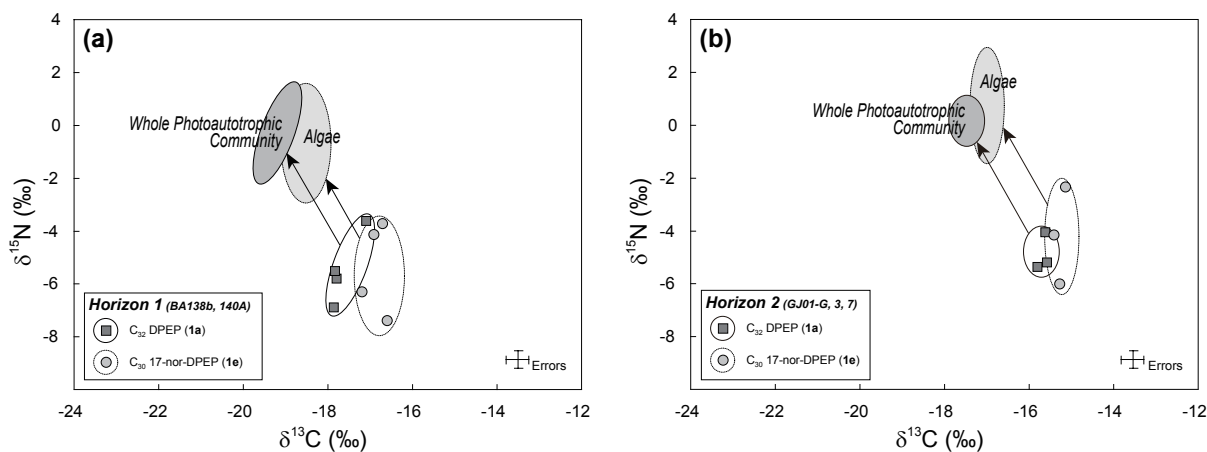 (a)
4
2
0
-2
-4
-6
-8
δ¹⁵N (‰)
Whole Photoautrophic
Community
Algae
Horizon 1 (BA138b, 140A)
C₃₂ DPEP (1a)
C₃₀ 17-nor-DPEP (1e)
Errors
-24 -22 -20 -18 -16 -14 -12
δ¹³C (‰)
(b)
4
2
0
-2
-4
-6
-8
δ¹⁵N (‰)
Algae
Whole Photoautotrophic
Community
Horizon 2 (GJ01-G, 3, 7)
C₃₂ DPEP (1a)
C₃₀ 17-nor-DPEP (1e)
Errors
-24 -22 -20 -18 -16 -14 -12
δ¹³C (‰)